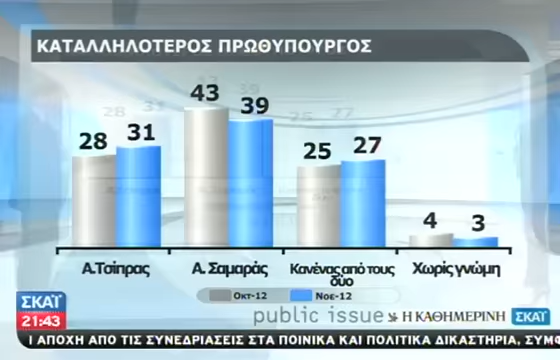 ΚΑΤΑΛΛΗΛΟΤΕΡΟΣ ΠΡΩΘΥΠΟΥΡΓΟΣ
28 31 43 39 25 27 4 3
Α.Τσίπρας Α. Σαμαράς Κανένας από τους δύο Χωρίς γνώμη
Οκτ-12 Νοε-12
public issue Η ΚΑΘΗΜΕΡΙΝΗ ΣΚΑΪ
ΣΚΑΪ
21:43
Ι ΑΠΟΧΗ ΑΠΟ ΤΙΣ ΣΥΝΕΔΡΙΑΣΕΙΣ ΣΤΑ ΠΟΙΝΙΚΑ ΚΑΙ ΠΟΛΙΤΙΚΑ ΔΙΚΑΣΤΗΡΙΑ, ΣΥΜ